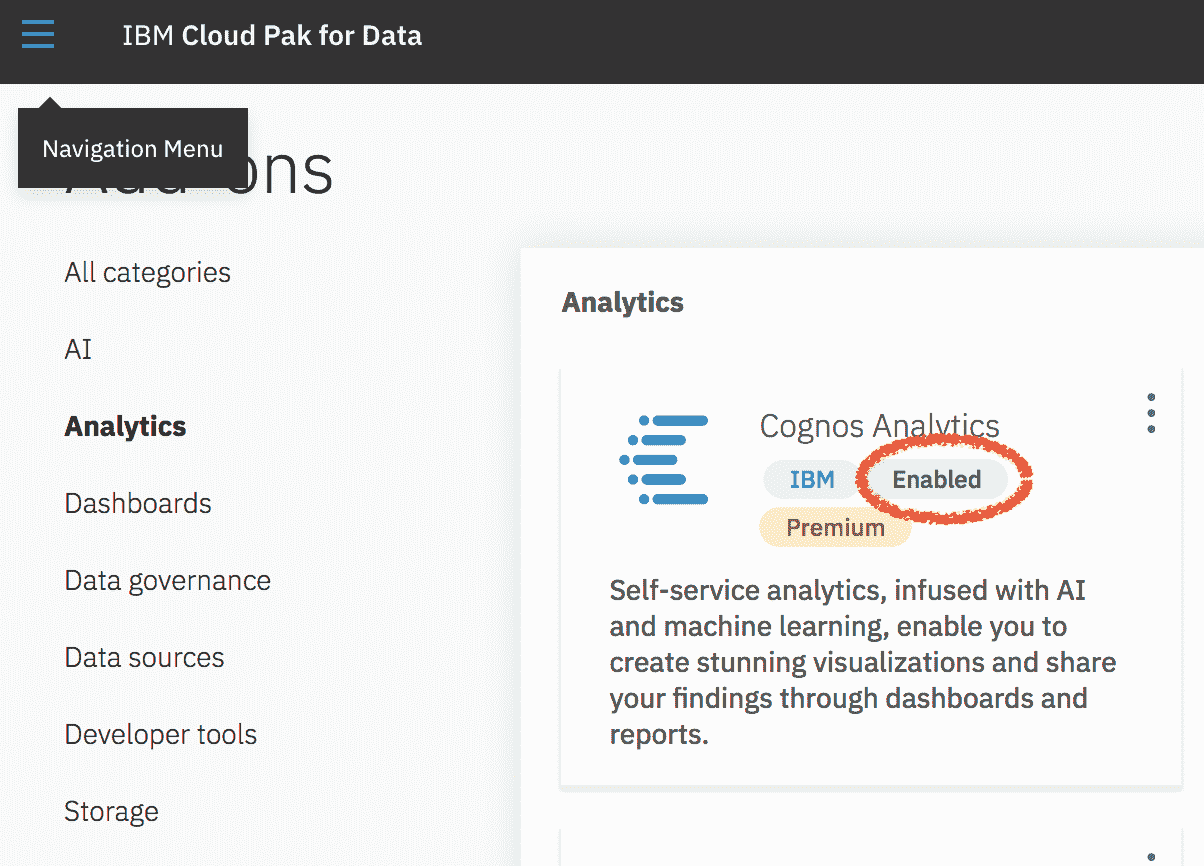 IBM Cloud Pak for Data
Navigation Menu
ons
All categories
AI
Analytics
Dashboards
Data governance
Data sources
Developer tools
Storage
Analytics
Cognos Analytics
IBM
Enabled
Premium
Self-service analytics, infused with AI
and machine learning, enable you to
create stunning visualizations and share
your findings through dashboards and
reports.